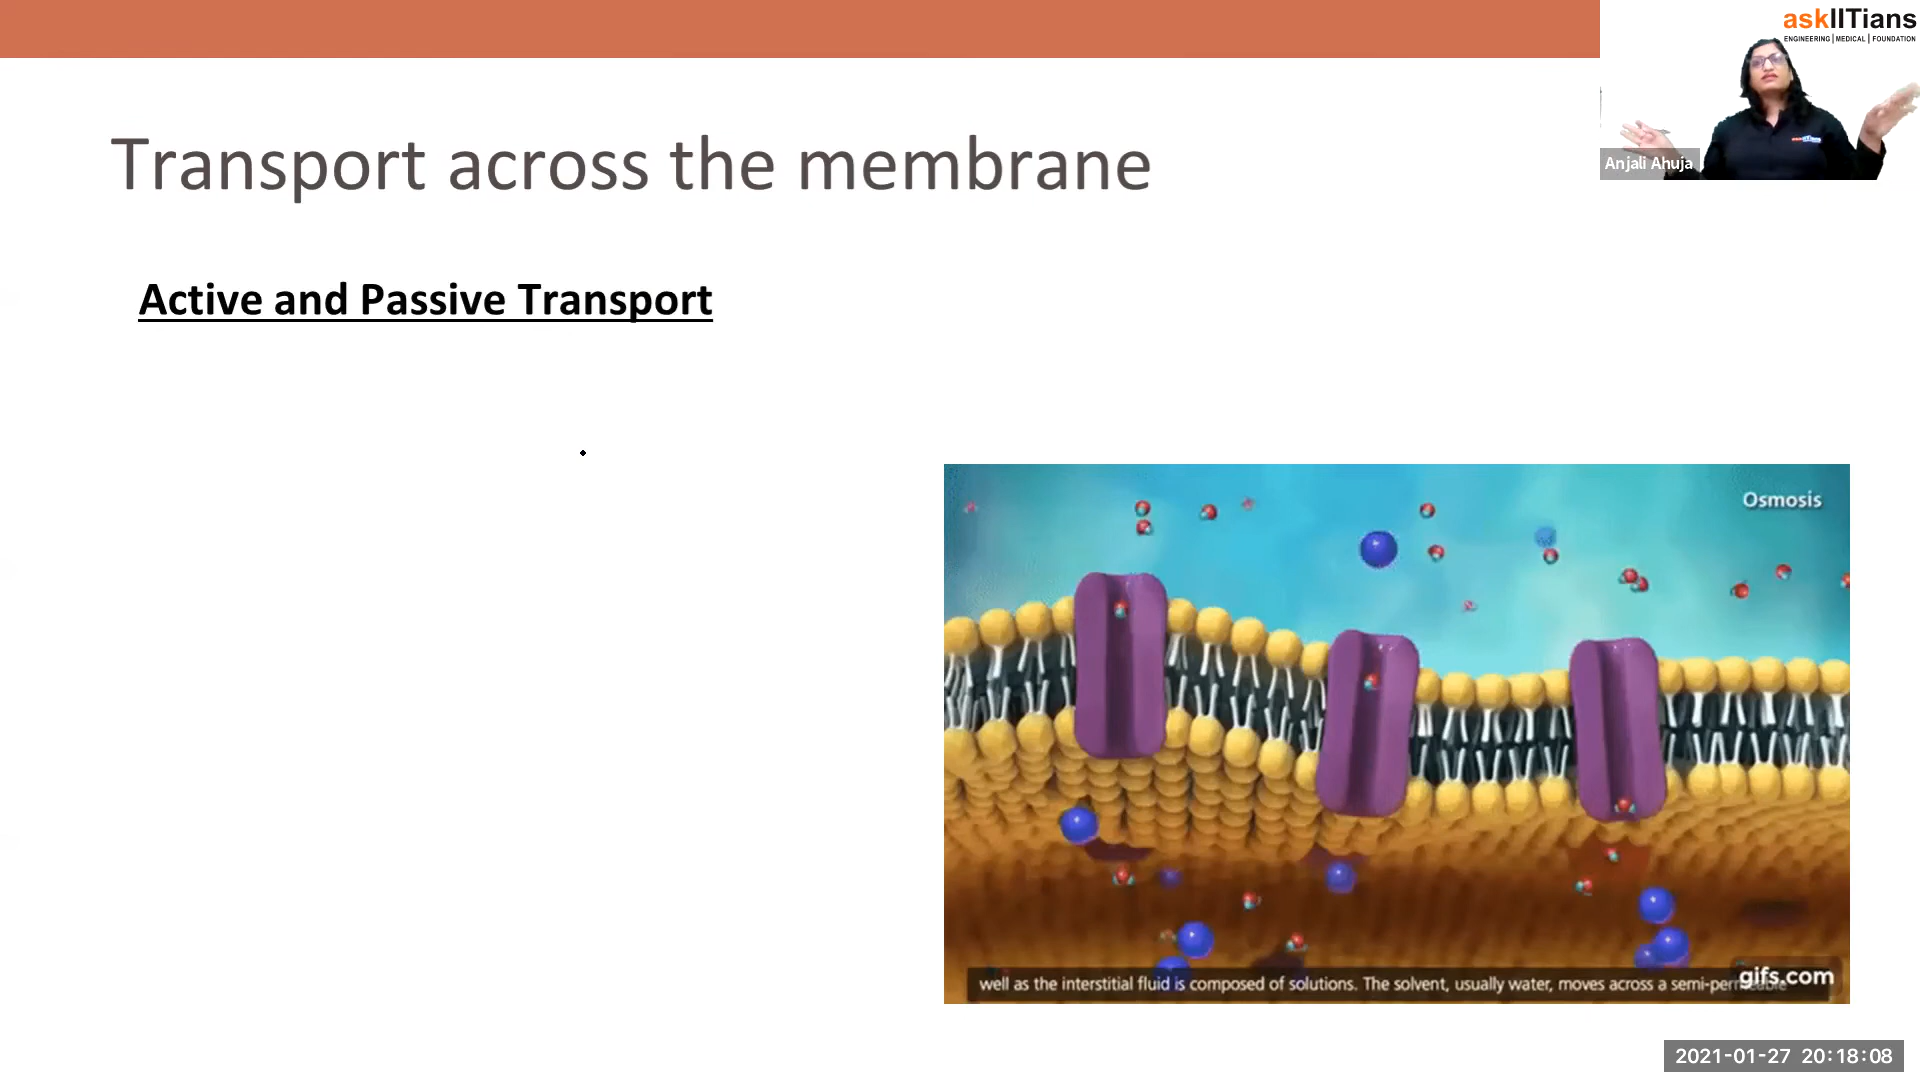 askIITians
ENGINEERING | MEDICAL | FOUNDATION
Anjali Ahuja
Transport across the membrane
Active and Passive Transport
Osmosis
well as the interstitial fluid is composed of solutions. The solvent, usually water, moves across a semi-permeable
gifs.com
2021-01-27 20:18:08